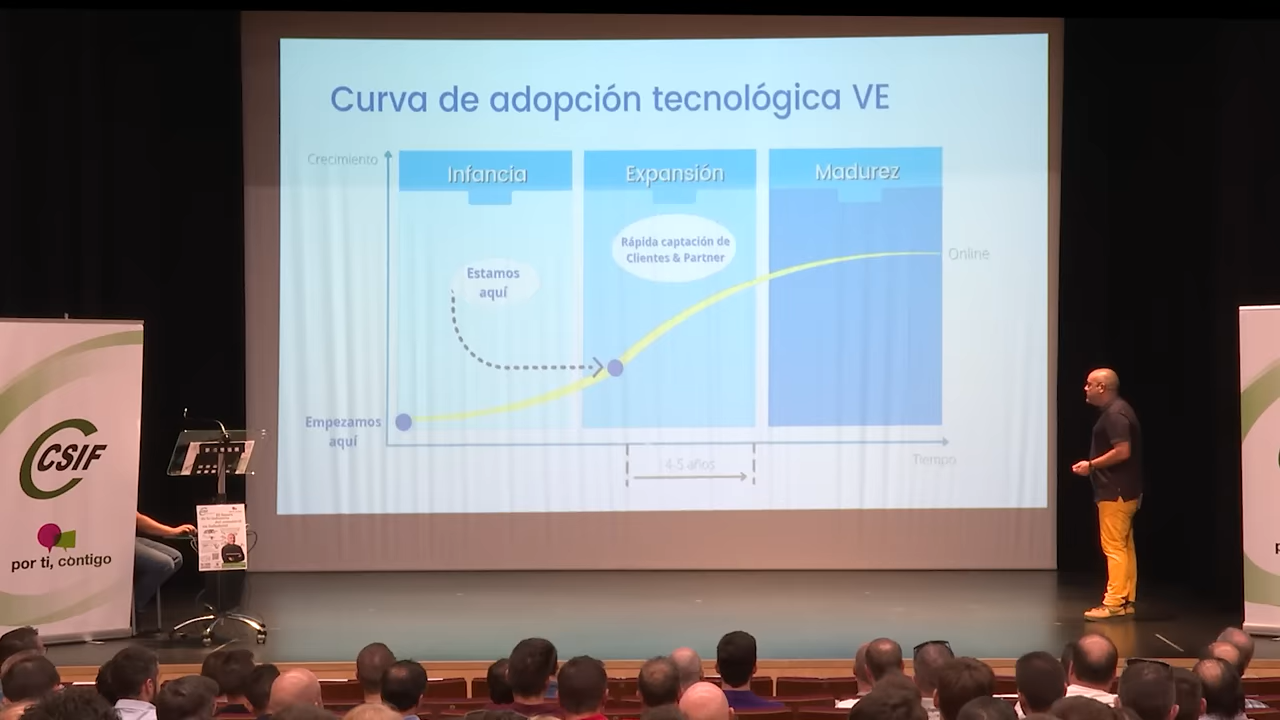 Curva de adopción tecnológica VE
Crecimiento
Infancia
Expansión
Madurez
Rápida captación de
Clientes & Partner
Online
Estamos
aquí
Empezamos
aquí
4-5 años
Tiempo
CSIF
por ti, contigo